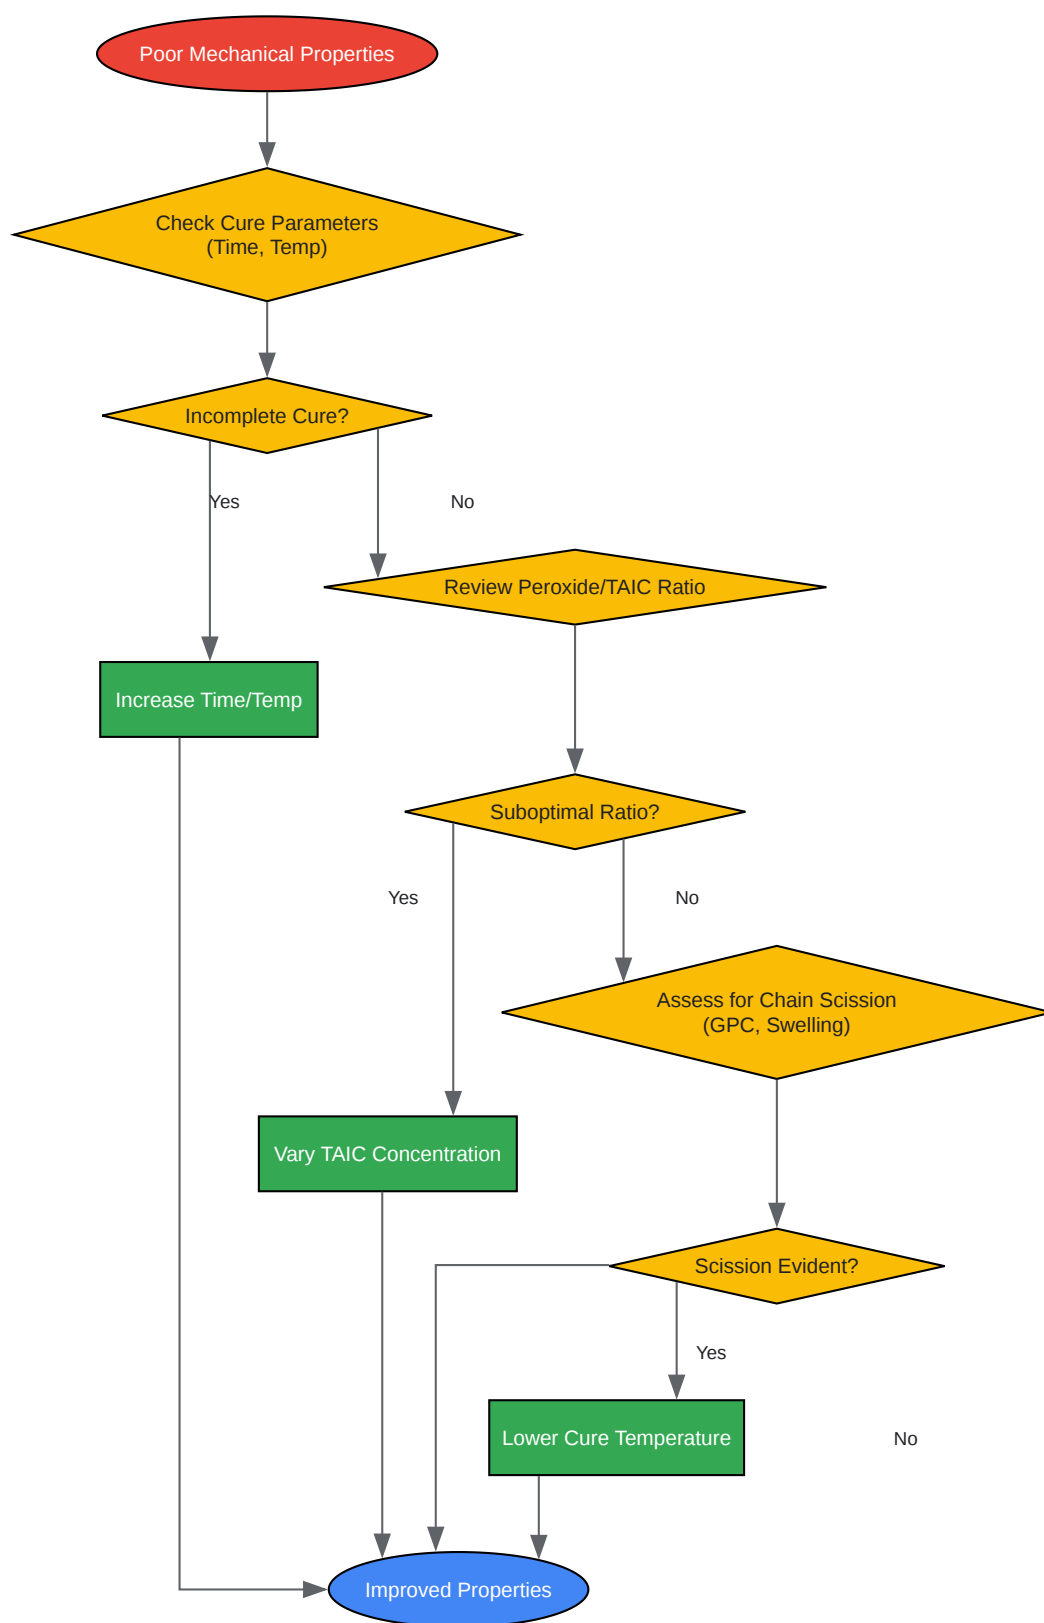 Poor Mechanical Properties
Check Cure Parameters
(Time, Temp)
Incomplete Cure?
Yes
No
Review Peroxide/TAIC Ratio
Increase Time/Temp
Suboptimal Ratio?
Yes
No
Assess for Chain Scission
(GPC, Swelling)
Vary TAIC Concentration
Scission Evident?
Yes
Lower Cure Temperature
No
Improved Properties